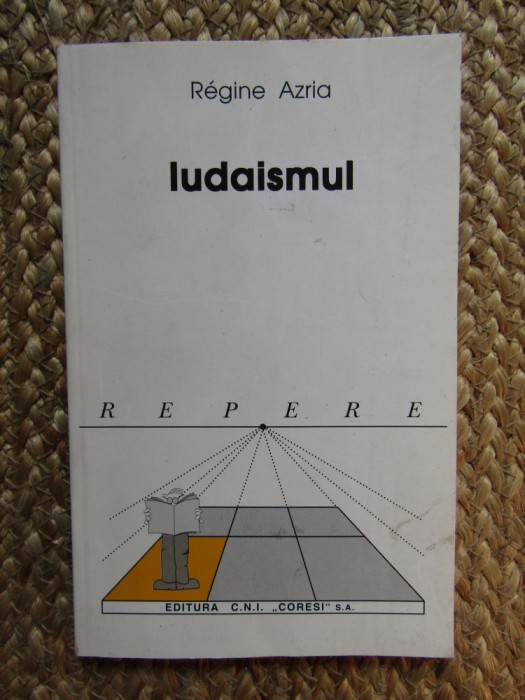 Régine Azria
Iudaismul
R E P E R E
EDITURA C.N.I. „CORESI" S.A.